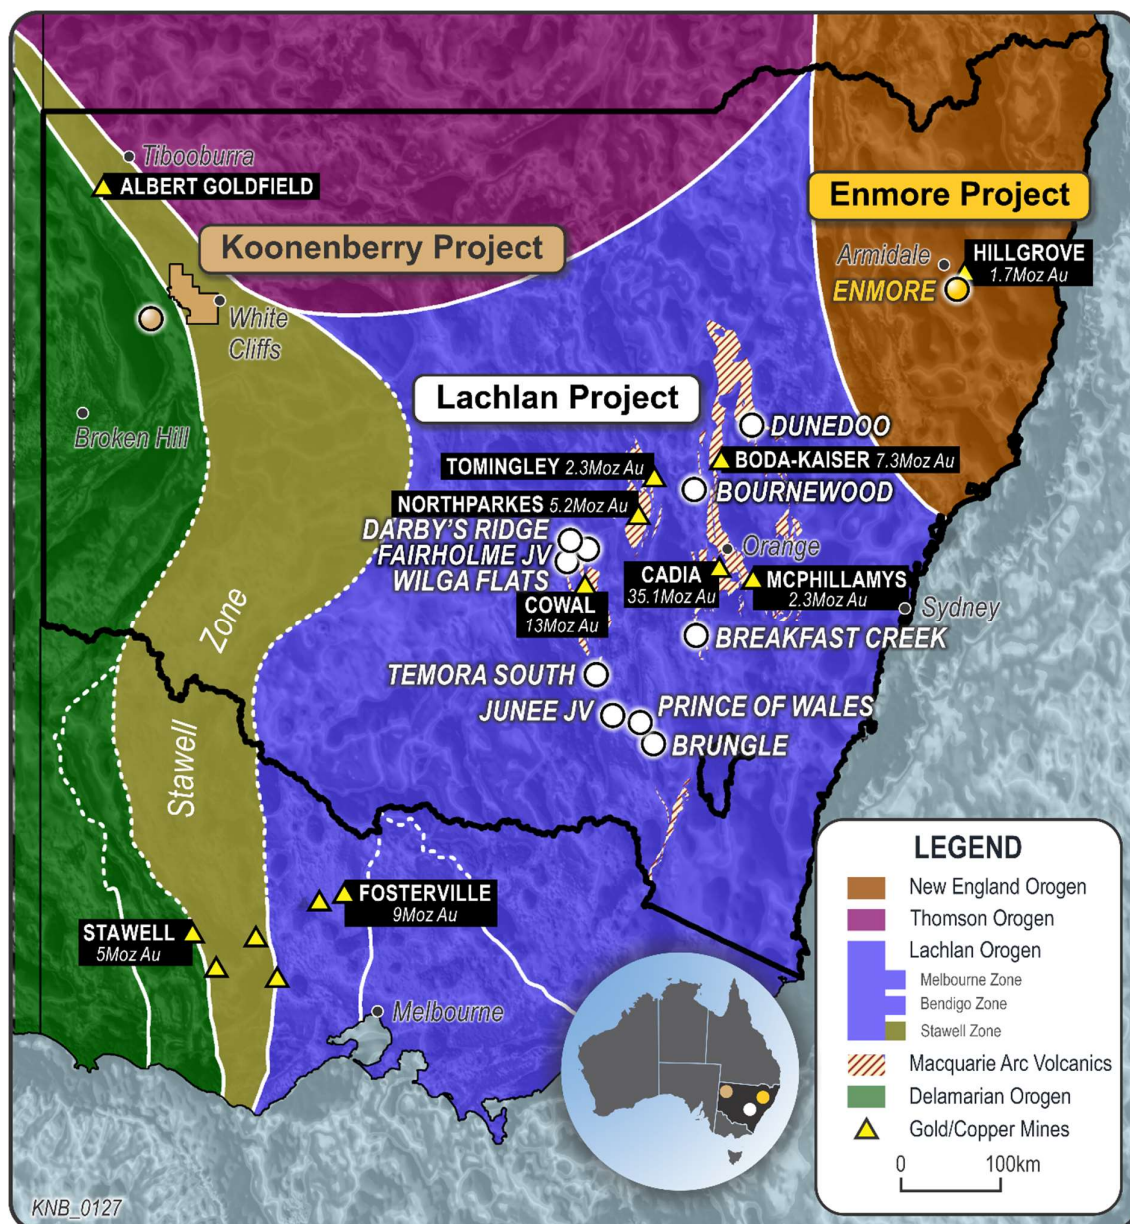 Tibooburra
ALBERT GOLDFIELD
Koonenberry Project
Enmore Project
Armidale
HILLGROVE
1.7Moz Au
ENMORE
White
Cliffs
Broken Hill
Lachlan Project
DUNEDOO
TOMINGLEY 2.3Moz Au
BODA-KAISER 7.3Moz Au
BOURNEWOOD
NORTHPARKES 5.2Moz Au
DARBY'S RIDGE
FAIRHOLME JV
WILGA FLATS
Orange
CADIA
35.1Moz Au
MCPHILLAMYS
2.3Moz Au
COWAL
13Moz Au
Sydney
BREAKFAST CREEK
TEMORA SOUTH
JUNEE JV
PRINCE OF WALES
BRUNGLE
Zone
Stawell
FOSTERVILLE
9Moz Au
STAWELL
5Moz Au
Melbourne
LEGEND
New England Orogen
Thomson Orogen
Lachlan Orogen
Melbourne Zone
Bendigo Zone
Stawell Zone
Macquarie Arc Volcanics
Delamarian Orogen
Gold/Copper Mines
0 100km
KNB_0127